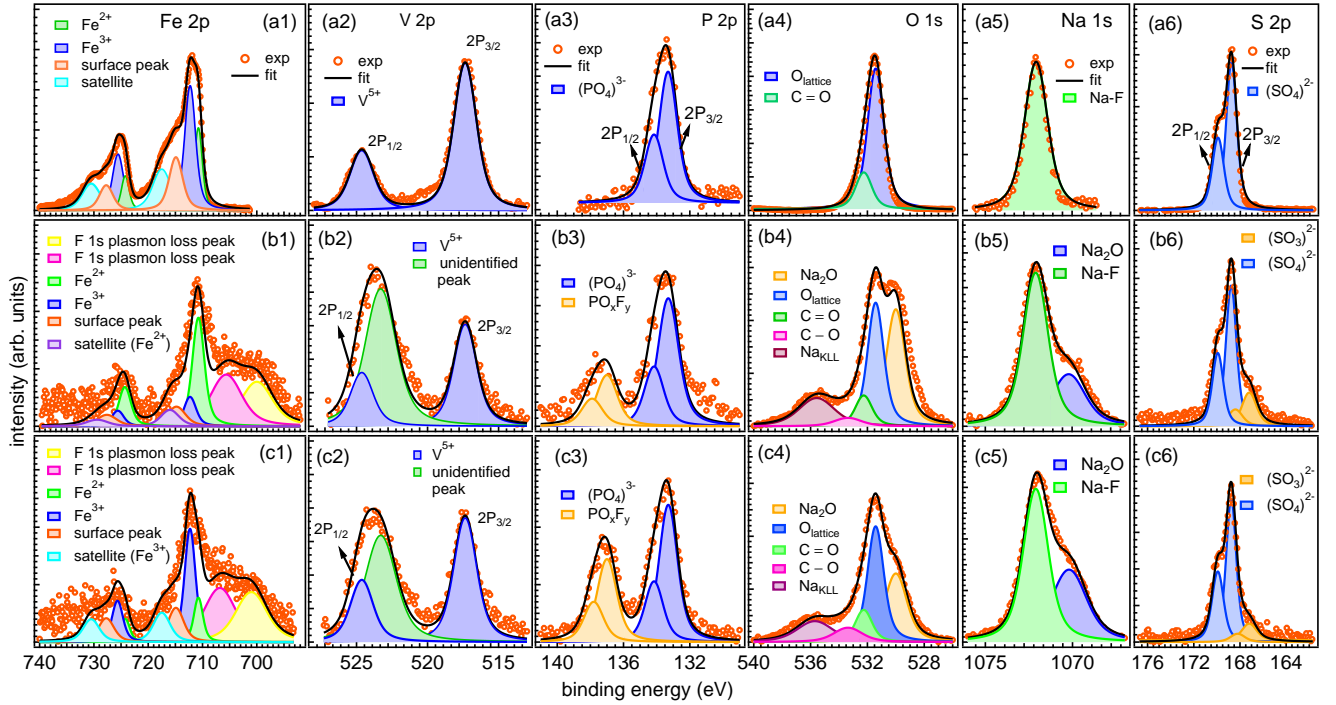 (a1)
Fe 2p
Fe²⁺
Fe³⁺
surface peak
satellite
exp
fit
(a2)
V 2p
exp
fit
V⁵⁺
2P₁/₂
2P₃/₂
(a3)
P 2p
exp
fit
(PO₄)³⁻
2P₁/₂
2P₃/₂
(a4)
O 1s
O_lattice
C = O
(a5)
Na 1s
exp
fit
Na-F
(a6)
S 2p
exp
fit
(SO₄)²⁻
2P₁/₂
2P₃/₂
(b1)
F 1s plasmon loss peak
F 1s plasmon loss peak
Fe²⁺
Fe³⁺
surface peak
satellite (Fe²⁺)
(b2)
V⁵⁺
unidentified
peak
2P₁/₂
2P₃/₂
(b3)
(PO₄)³⁻
POₓF_y
(b4)
Na₂O
O_lattice
C = O
C − O
Na_KLL
(b5)
Na₂O
Na-F
(b6)
(SO₃)²⁻
(SO₄)²⁻
(c1)
F 1s plasmon loss peak
F 1s plasmon loss peak
Fe²⁺
Fe³⁺
surface peak
satellite (Fe³⁺)
(c2)
V⁵⁺
unidentified
peak
2P₁/₂
2P₃/₂
(c3)
(PO₄)³⁻
POₓF_y
(c4)
Na₂O
O_lattice
C = O
C − O
Na_KLL
(c5)
Na₂O
Na-F
(c6)
(SO₃)²⁻
(SO₄)²⁻
740 730 720 710 700
525 520 515
140 136 132
540 536 532 528
1075 1070
176 172 168 164
intensity (arb. units)
binding energy (eV)